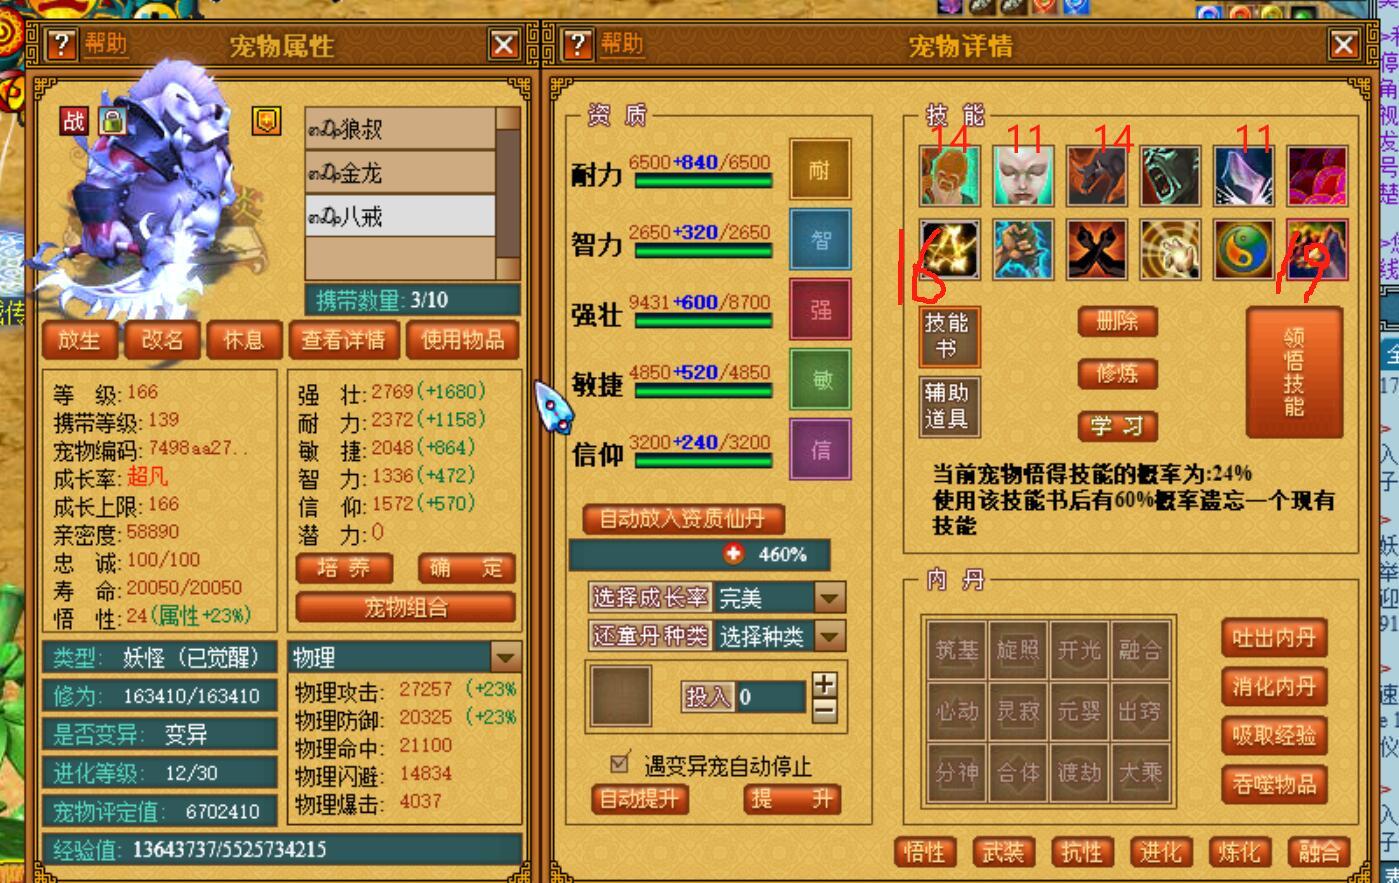 ? 帮助 宠物属性
战
狼叔
金龙
八戒
携带数量: 3/10
放生 改名 休息 查看详情 使用物品
等 级: 166
携带等级: 139
宠物编码: 7498aa27..
成长率: 超凡
成长上限: 166
亲密度: 58890
忠 诚: 100/100
寿 命: 20050/20050
悟 性: 24(属性+23%)
强 壮: 2769(+1680)
耐 力: 2372(+1158)
敏 捷: 2048(+864)
智 力: 1336(+472)
信 仰: 1572(+570)
潜 力: 0
培 养 确 定
宠物组合
类型: 妖怪（已觉醒）
修为: 163410/163410
是否变异: 变异
进化等级: 12/30
宠物评定值: 6702410
经验值: 13643737/5525734215
物理
物理攻击: 27257 (+23%
物理防御: 20325 (+23%
物理命中: 21100
物理闪避: 14834
物理爆击: 4037
? 帮助 宠物详情
资 质
耐力 6500+840/6500 耐
智力 2650+320/2650 智
强壮 9431+600/8700 强
敏捷 4850+520/4850 敏
信仰 3200+240/3200 信
自动放入资质仙丹
460%
选择成长率 完美
还童丹种类 选择种类
投入 0
遇变异宠自动停止
自动提升 提 升
技 能
14 11 14 11
16 19
技能书
辅助道具
删除
修炼
学 习
领悟技能
当前宠物悟得技能的概率为:24%
使用该技能书后有60%概率遗忘一个现有
技能
内 丹
筑基 旋照 开光 融合
心动 灵寂 元婴 出窍
分神 合体 渡劫 大乘
吐出内丹
消化内丹
吸取经验
吞噬物品
悟性 武装 抗性 进化 炼化 融合